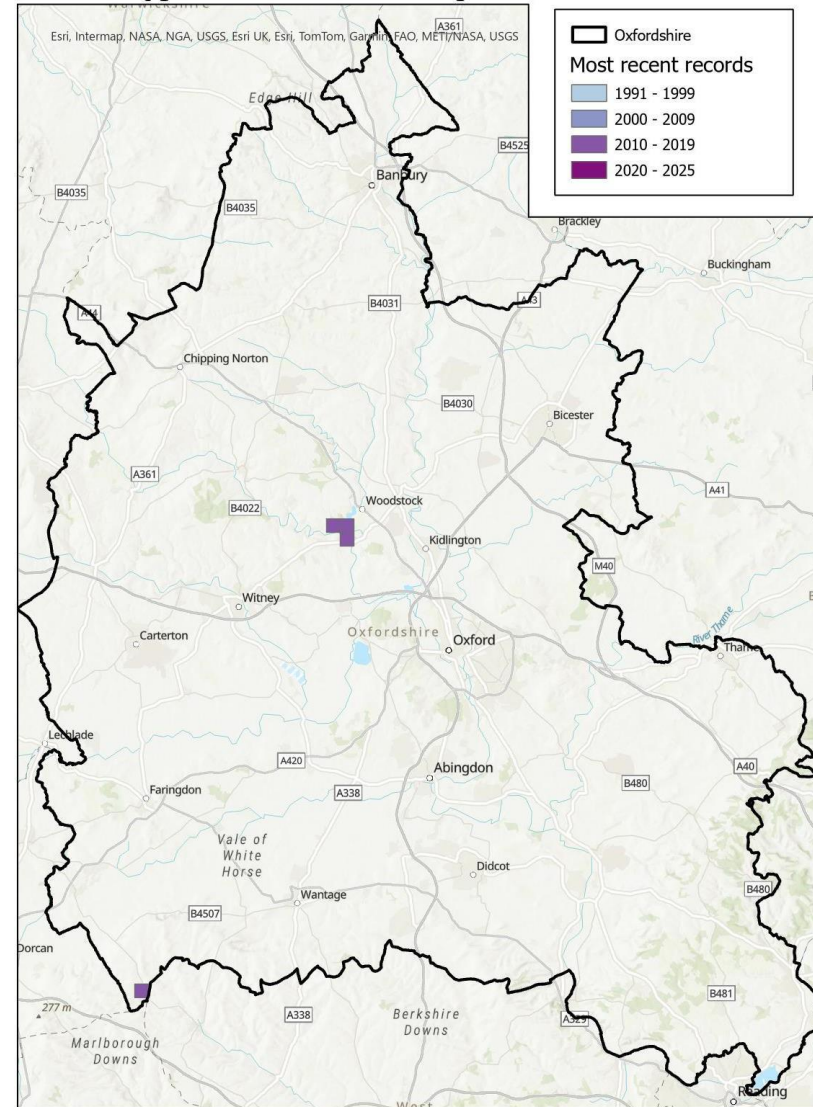 Esri, Intermap, NASA, NGA, USGS, Esri UK, Esri, TomTom, Garmin, FAO, METI/NASA, USGS
Oxfordshire
Most recent records
1991 - 1999
2000 - 2009
2010 - 2019
2020 - 2025
A361
Edge Hill
B4525
Banbury
B4035
B4035
Brackley
Buckingham
B4031
A43
A44
Chipping Norton
B4030
Bicester
A361
A41
B4022
Woodstock
Kidlington
M40
Witney
Oxfordshire
Carterton
Oxford
River Thame
Thame
Lechlade
A420
Abingdon
A40
B480
Faringdon
A338
Vale of
White
Horse
Didcot
B480
Wantage
B4507
Dorcan
277 m
A338
Berkshire
Downs
B481
A329
Marlborough
Downs
West
Reading